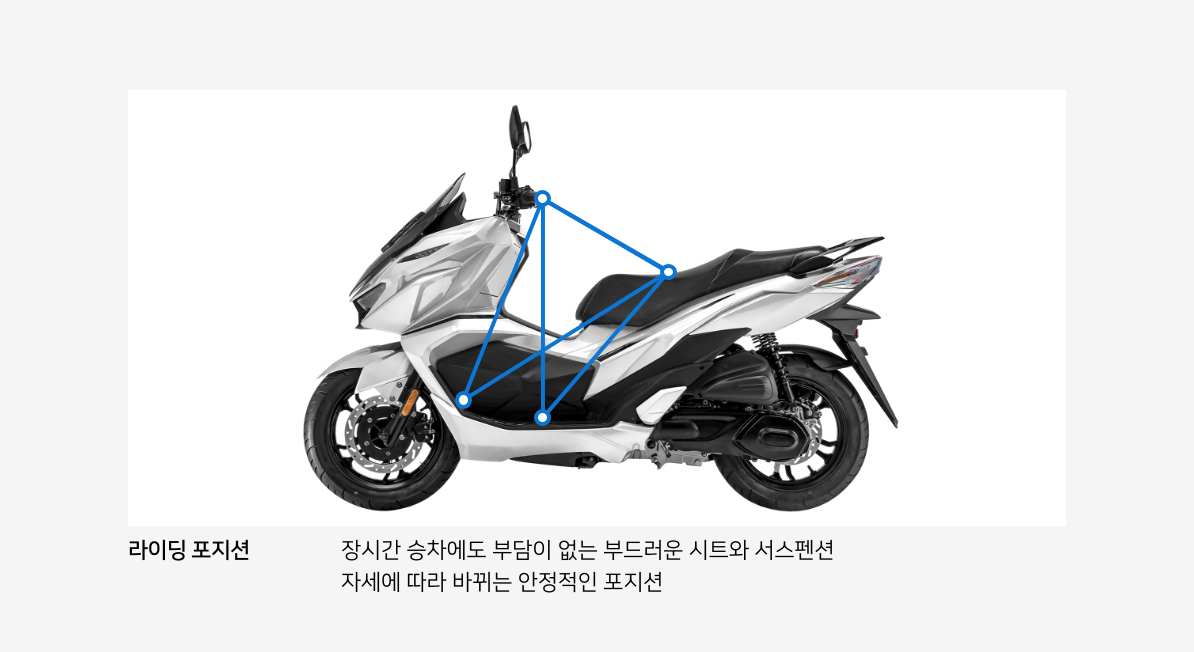 라이딩 포지션
장시간 승차에도 부담이 없는 부드러운 시트와 서스펜션
자세에 따라 바뀌는 안정적인 포지션